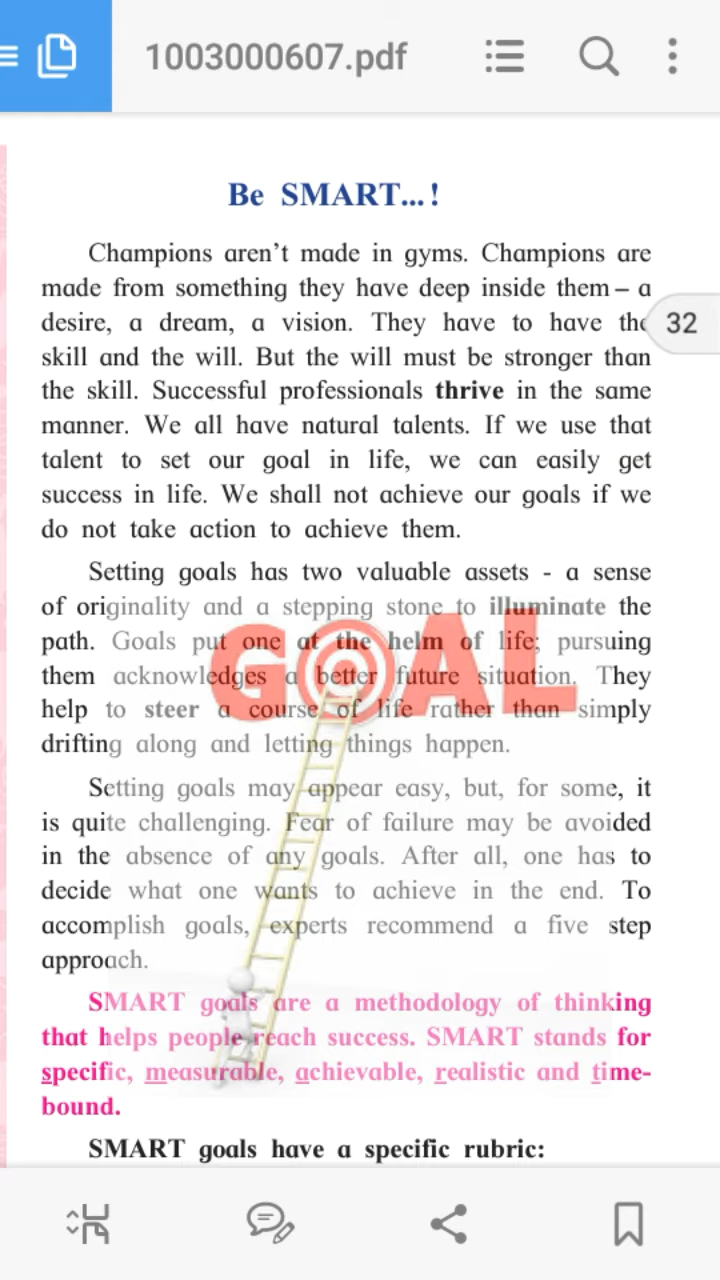 1003000607.pdf
Be SMART...!
Champions aren't made in gyms. Champions are
made from something they have deep inside them – a
desire, a dream, a vision. They have to have the
32
skill and the will. But the will must be stronger than
the skill. Successful professionals thrive in the same
manner. We all have natural talents. If we use that
talent to set our goal in life, we can easily get
success in life. We shall not achieve our goals if we
do not take action to achieve them.
Setting goals has two valuable assets - a sense
of originality and a stepping stone to illuminate the
path. Goals put one at the helm of life; pursuing
them acknowledges a better future situation. They
help to steer a course of life rather than simply
drifting along and letting things happen.
GOAL
Setting goals may appear easy, but, for some, it
is quite challenging. Fear of failure may be avoided
in the absence of any goals. After all, one has to
decide what one wants to achieve in the end. To
accomplish goals, experts recommend a five step
approach.
SMART goals are a methodology of thinking
that helps people reach success. SMART stands for
specific, measurable, achievable, realistic and time-
bound.
SMART goals have a specific rubric: